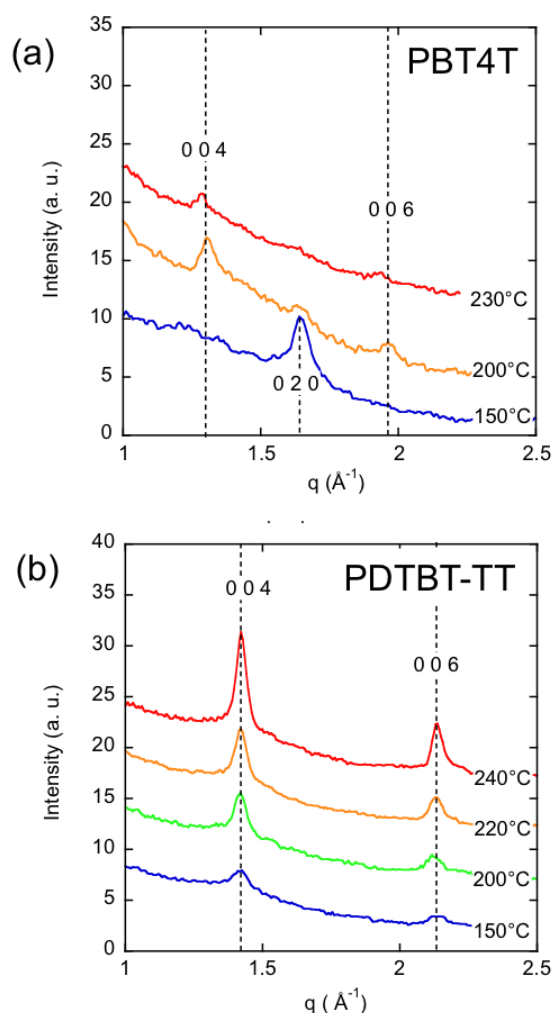 (a)
PBT4T
35
30
25
20
15
10
5
0
Intensity (a. u.)
0 0 4
0 0 6
0 2 0
230°C
200°C
150°C
1
1.5
2
2.5
q (Å⁻¹)
(b)
PDTBT-TT
40
35
30
25
20
15
10
5
0
Intensity (a. u.)
0 0 4
0 0 6
240°C
220°C
200°C
150°C
1
1.5
2
2.5
q ( Å⁻¹)